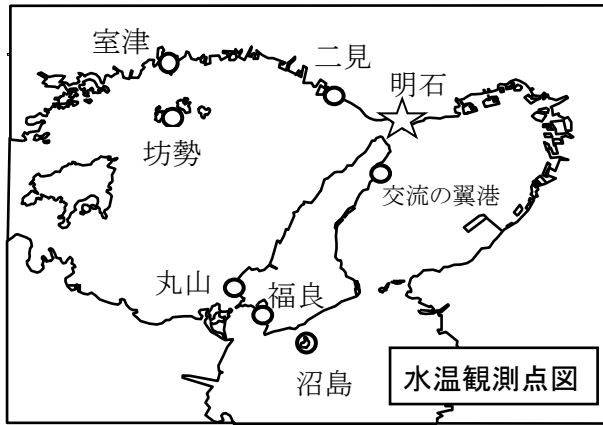 室津
二見
明石
坊勢
交流の翼港
丸山
福良
沼島
水温観測点図